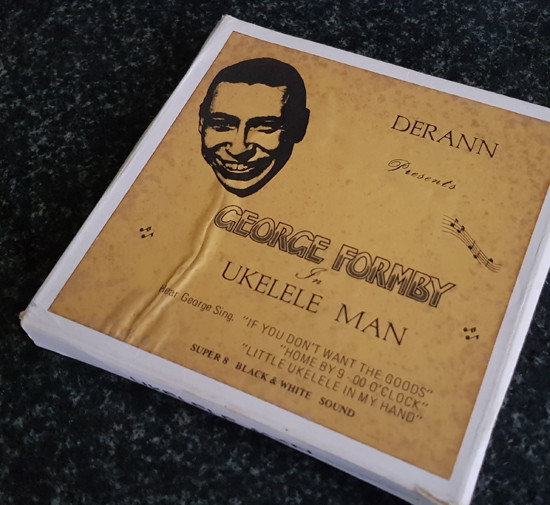 DERANN
Presents
GEORGE FORMBY
In
UKELELE MAN
Hear George Sing, "IF YOU DON'T WANT THE GOODS"
"HOME BY 9-00 O'CLOCK"
"LITTLE UKELELE IN MY HAND"
SUPER 8 BLACK & WHITE SOUND